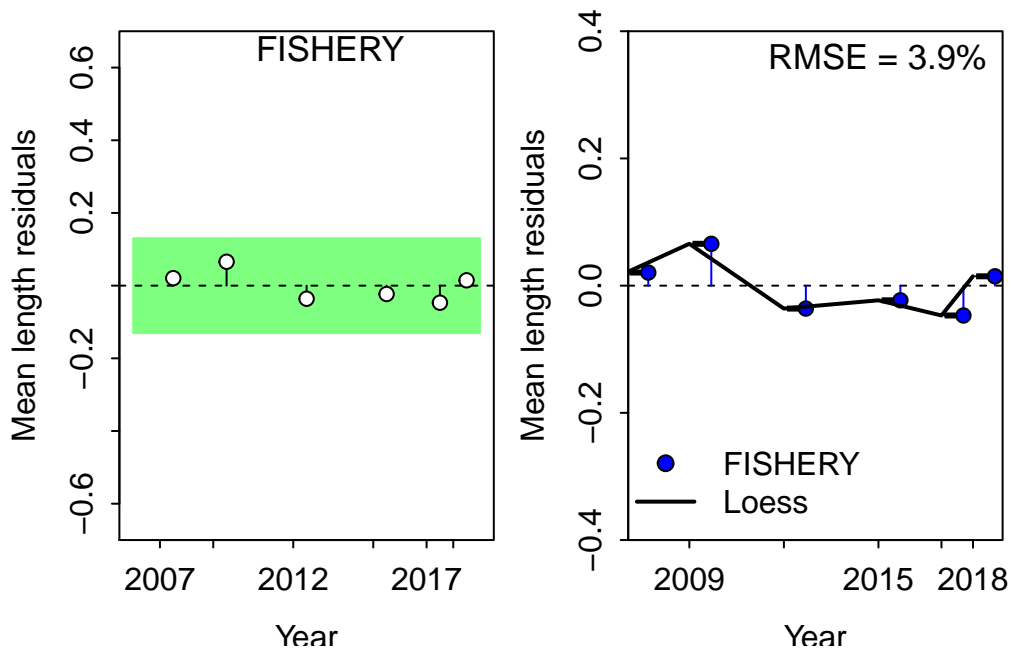 FISHERY
Mean length residuals
0.6
0.4
0.2
−0.2
−0.6
2007 2012 2017
Year
RMSE = 3.9%
Mean length residuals
0.4
0.2
0.0
−0.2
−0.4
FISHERY
Loess
2009 2015 2018
Year